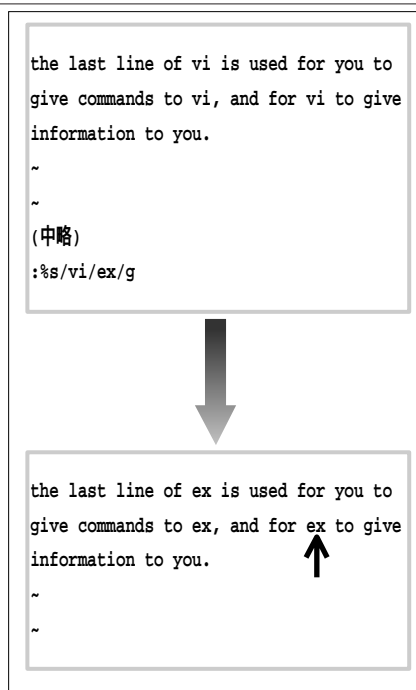 the last line of vi is used for you to
give commands to vi, and for vi to give
information to you.
~
~
(中略)
:%s/vi/ex/g
the last line of ex is used for you to
give commands to ex, and for ex to give
information to you.
~
~